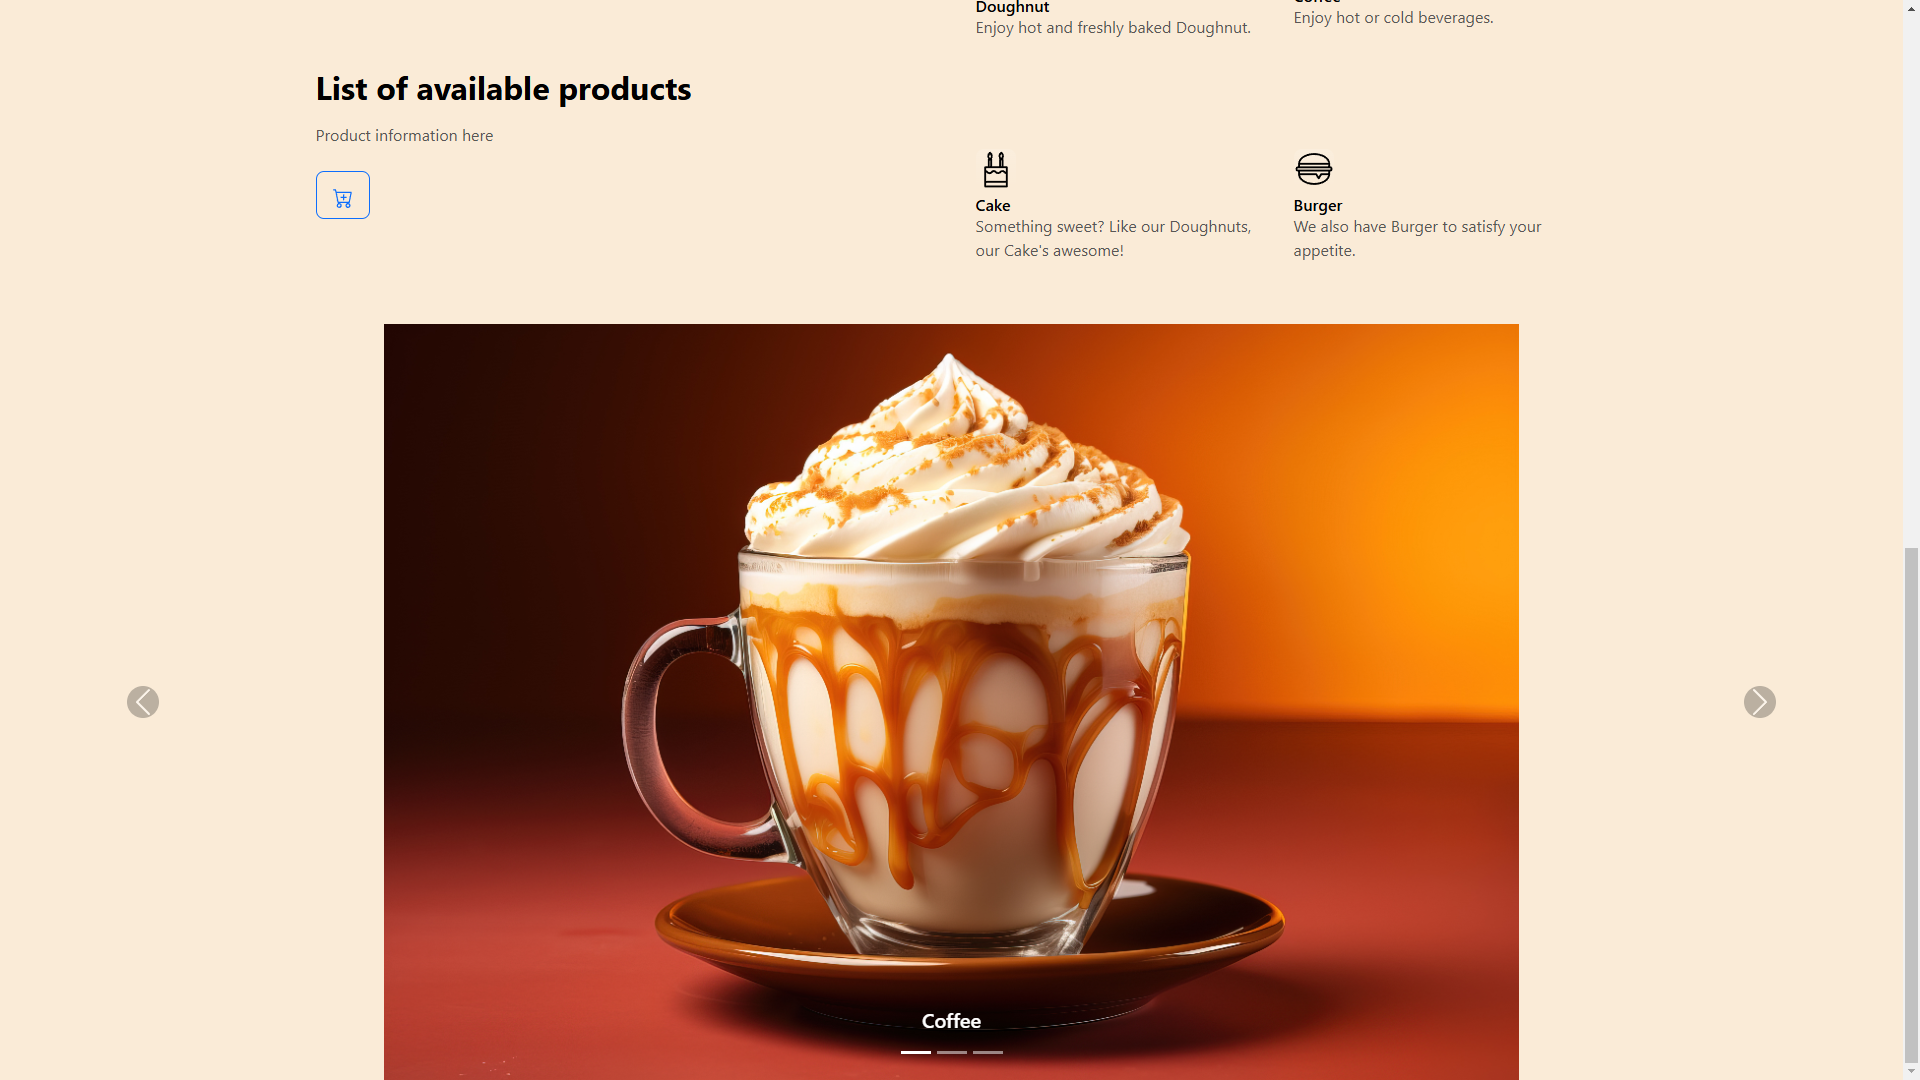 Doughnut
Enjoy hot and freshly baked Doughnut.
Coffee
Enjoy hot or cold beverages.
List of available products
Product information here
Cake
Something sweet? Like our Doughnuts,
our Cake's awesome!
Burger
We also have Burger to satisfy your
appetite.
Coffee